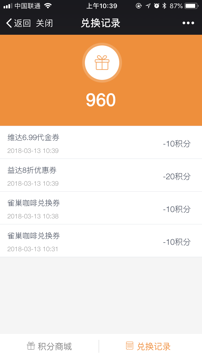 中国联通 上午10:39 87%
返回 关闭 兑换记录
960
维达6.99代金券
2018-03-13 10:39
-10积分
益达8折优惠券
2018-03-13 10:39
-20积分
雀巢咖啡兑换券
2018-03-13 10:36
-10积分
雀巢咖啡兑换券
2018-03-13 10:31
-10积分
积分商城 兑换记录